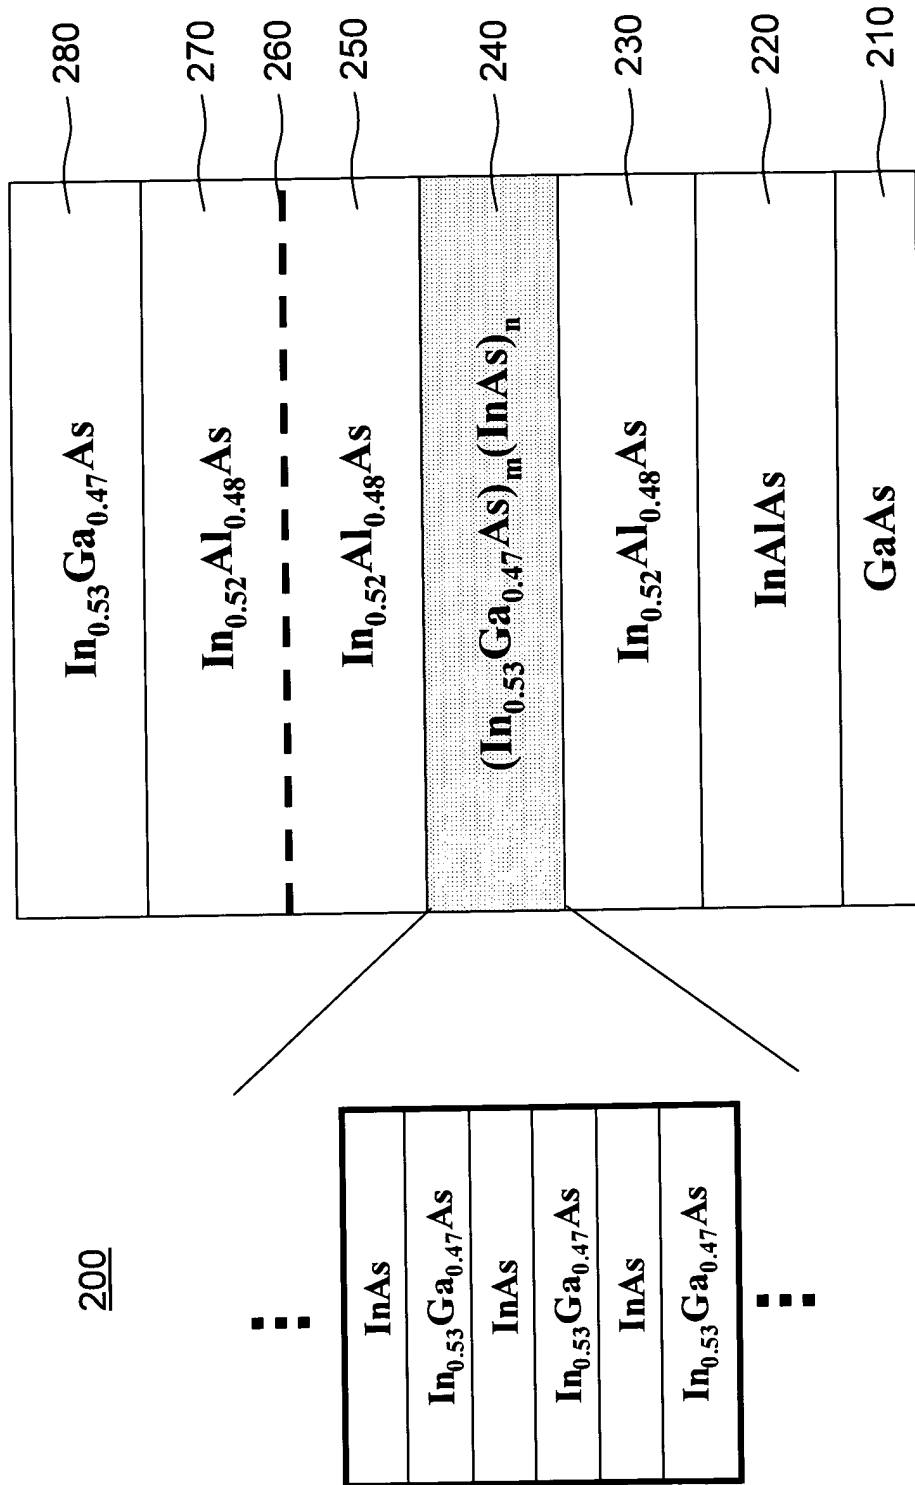 200
In₀.₅₃Ga₀.₄₇As 280
In₀.₅₂Al₀.₄₈As 270
260
In₀.₅₂Al₀.₄₈As 250
(In₀.₅₃Ga₀.₄₇As)ₘ(InAs)ₙ 240
In₀.₅₂Al₀.₄₈As 230
InAlAs 220
GaAs 210
InAs
In₀.₅₃Ga₀.₄₇As
InAs
In₀.₅₃Ga₀.₄₇As
InAs
In₀.₅₃Ga₀.₄₇As